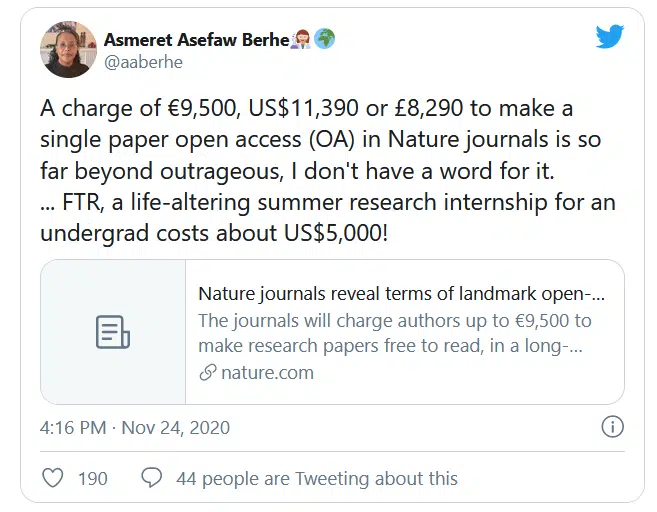 Asmeret Asefaw Berhe👩🏽‍🔬🌍
@aaberhe
A charge of €9,500, US$11,390 or £8,290 to make a
single paper open access (OA) in Nature journals is so
far beyond outrageous, I don't have a word for it.
... FTR, a life-altering summer research internship for an
undergrad costs about US$5,000!
Nature journals reveal terms of landmark open-...
The journals will charge authors up to €9,500 to
make research papers free to read, in a long-...
nature.com
4:16 PM · Nov 24, 2020
190
44 people are Tweeting about this